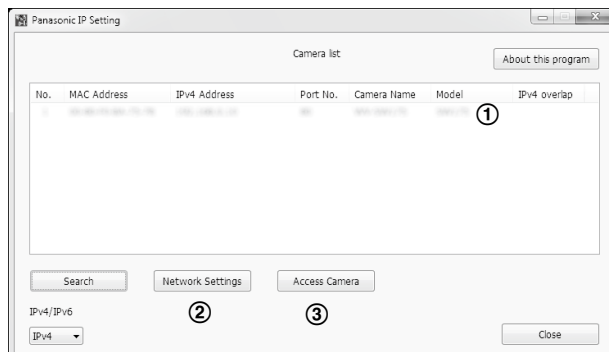 Panasonic IP Setting
Camera list
About this program
No. MAC Address IPv4 Address Port No. Camera Name Model IPv4 overlap
①
Search Network Settings Access Camera
② ③
IPv4/IPv6
IPv4 Close